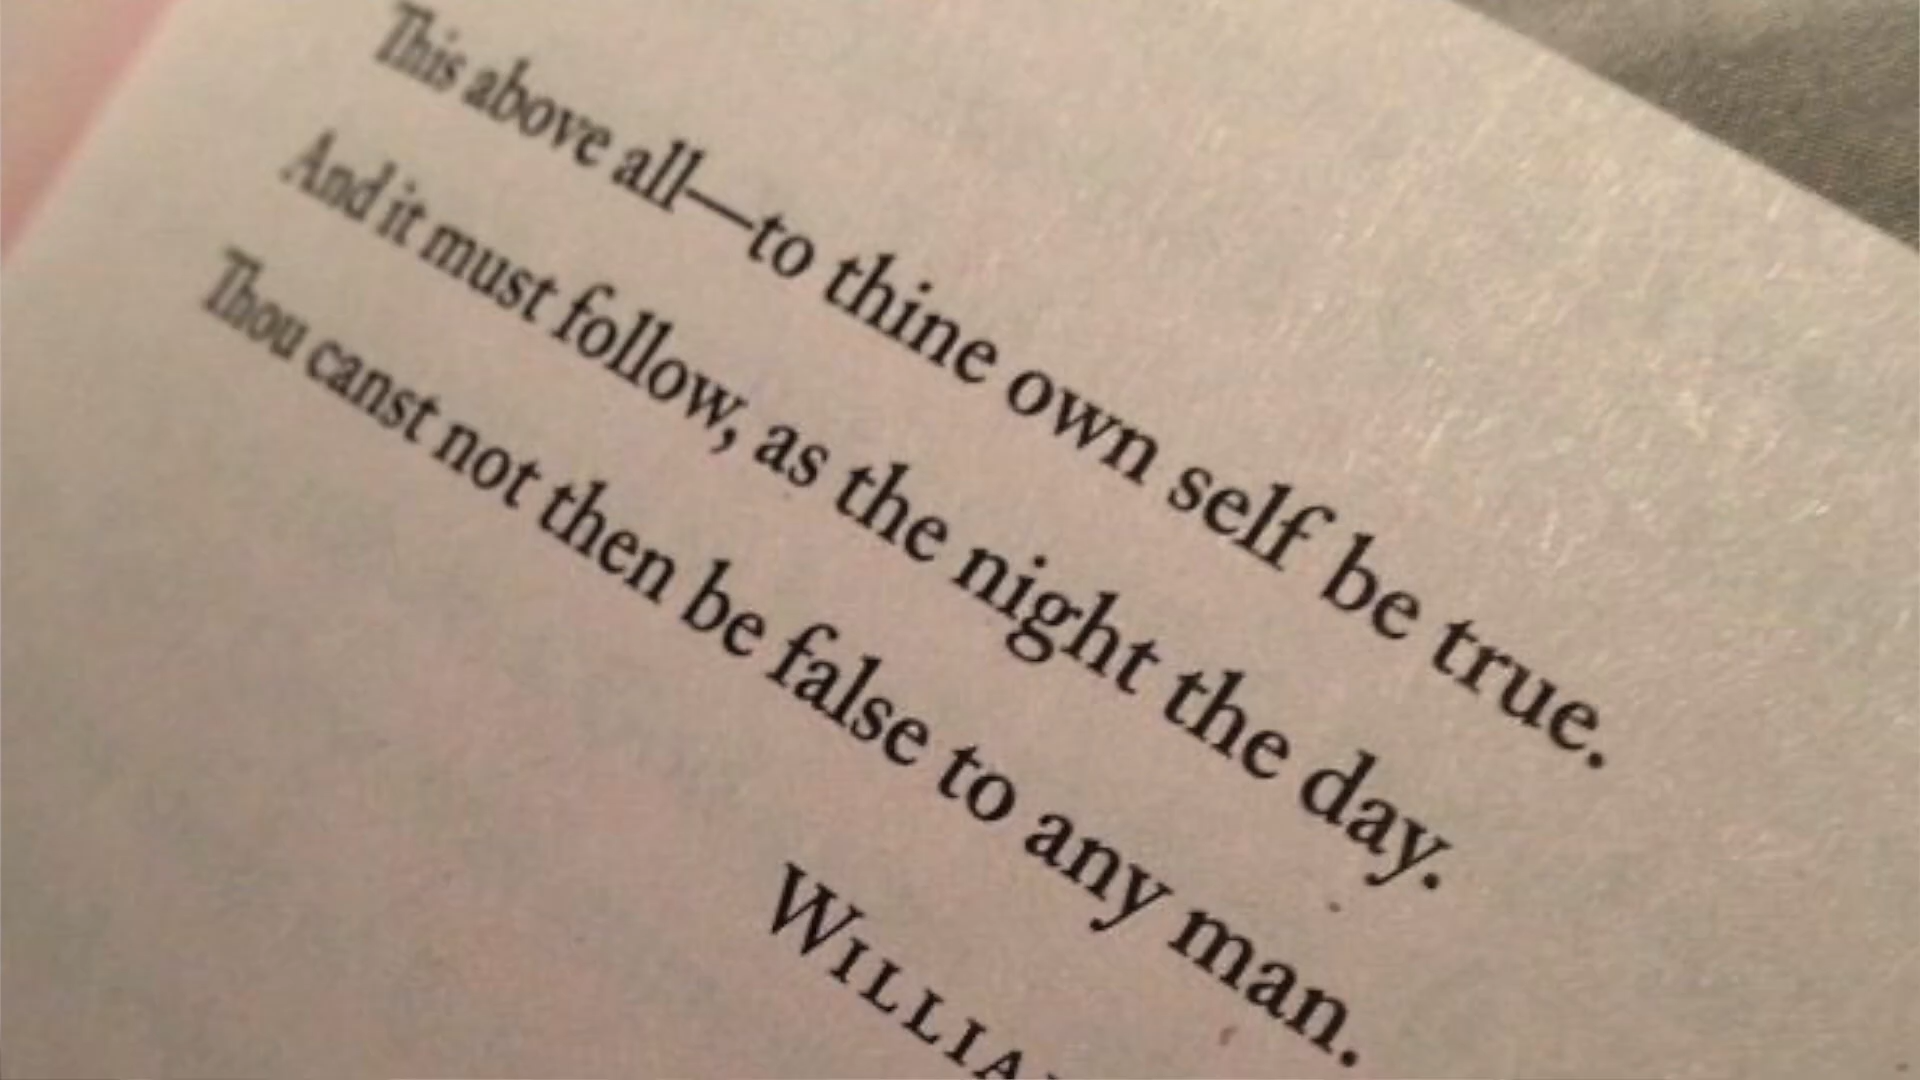 This above all—to thine own self be true.
And it must follow, as the night the day.
Thou canst not then be false to any man.